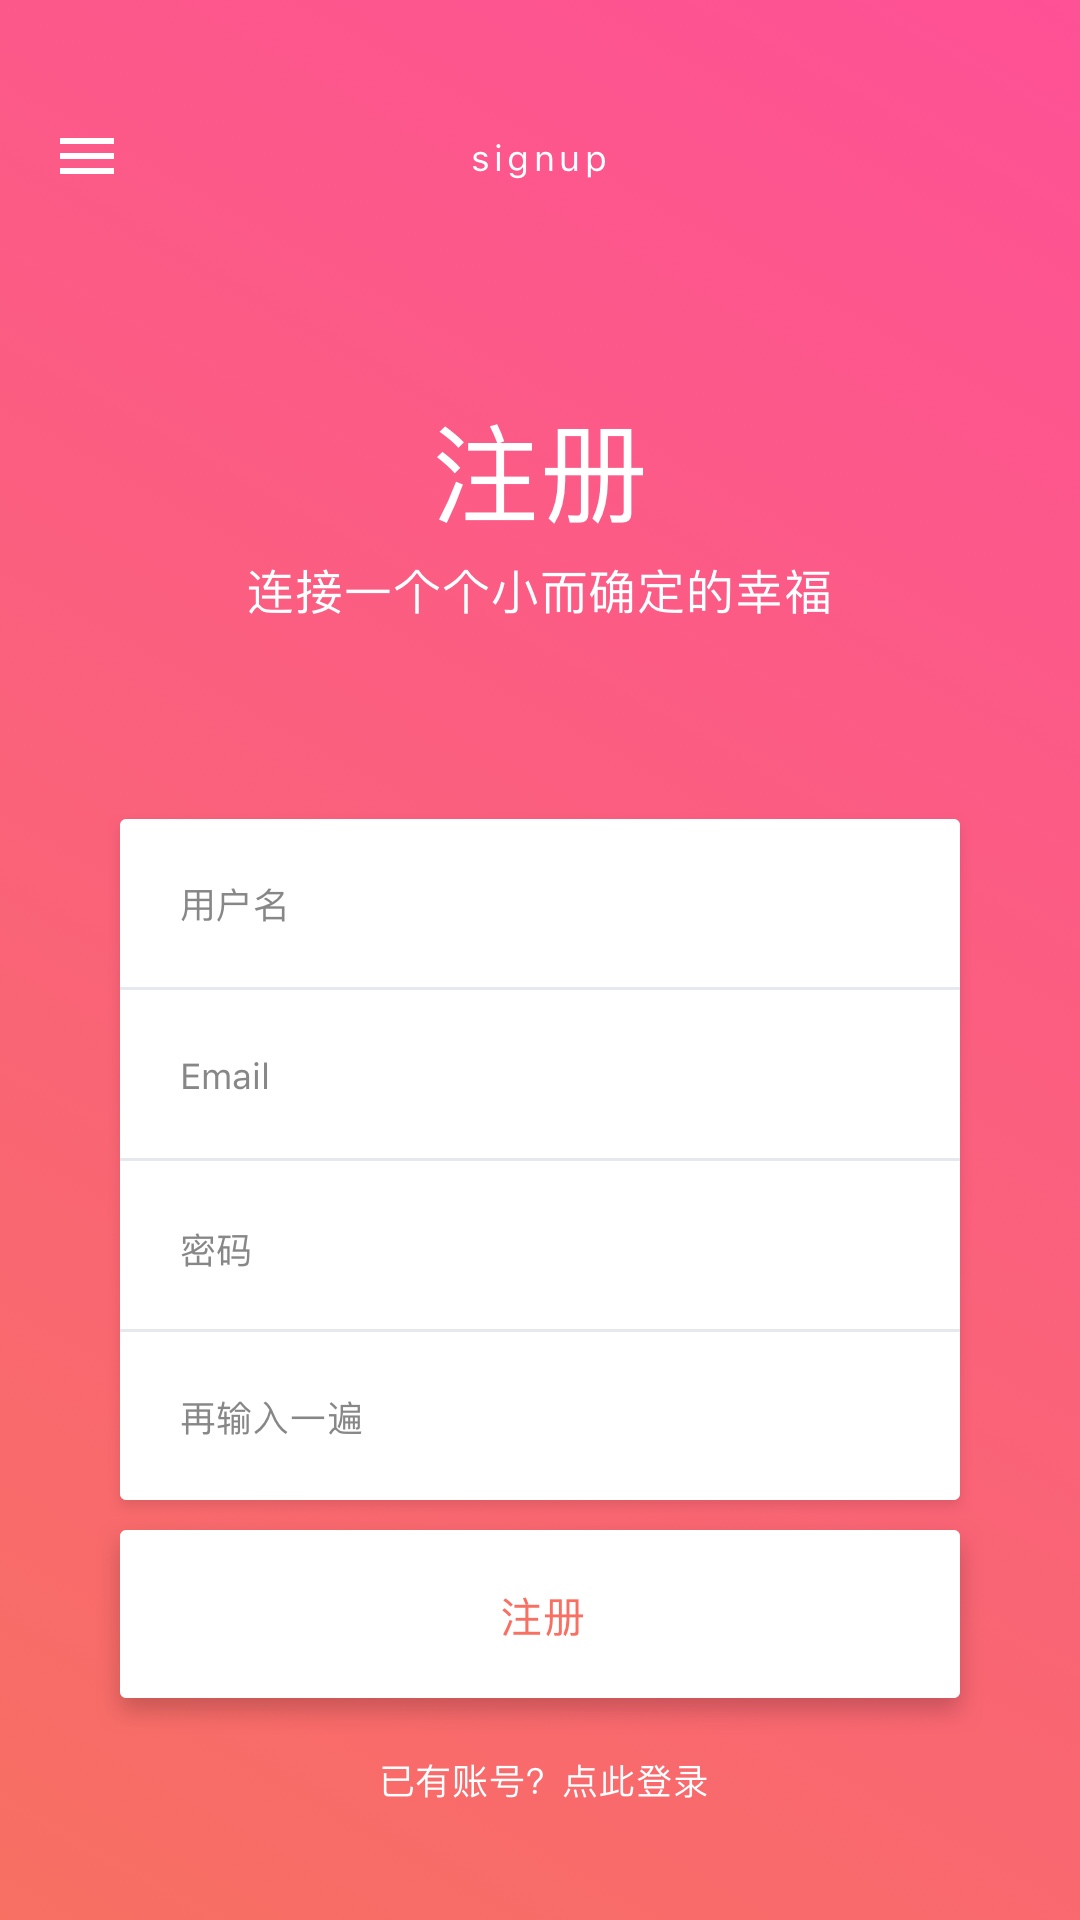 signup
注册
连接一个个小而确定的幸福
用户名
Email
密码
再输入一遍
注册
已有账号？点此登录